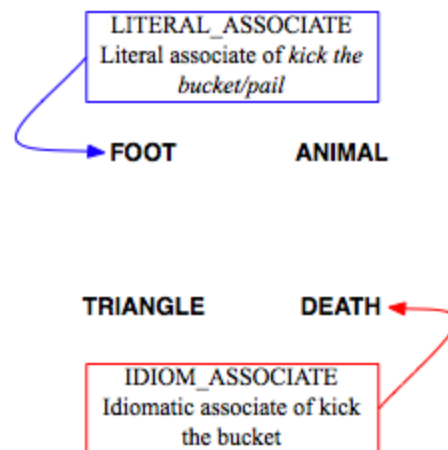 LITERAL_ASSOCIATE
Literal associate of kick the
bucket/pail
FOOT ANIMAL
TRIANGLE DEATH
IDIOM_ASSOCIATE
Idiomatic associate of kick
the bucket